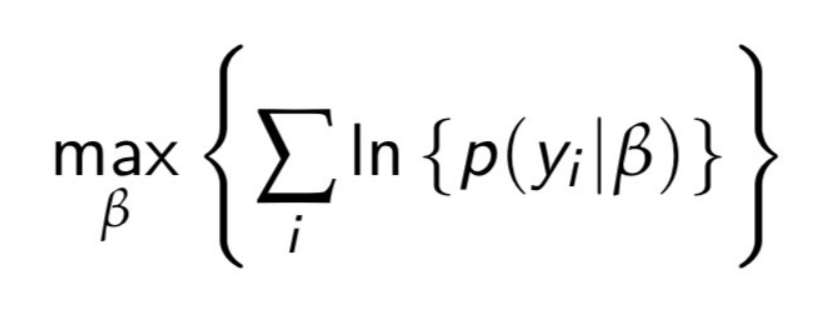 max_β { ∑_i ln {p(y_i|β)} }